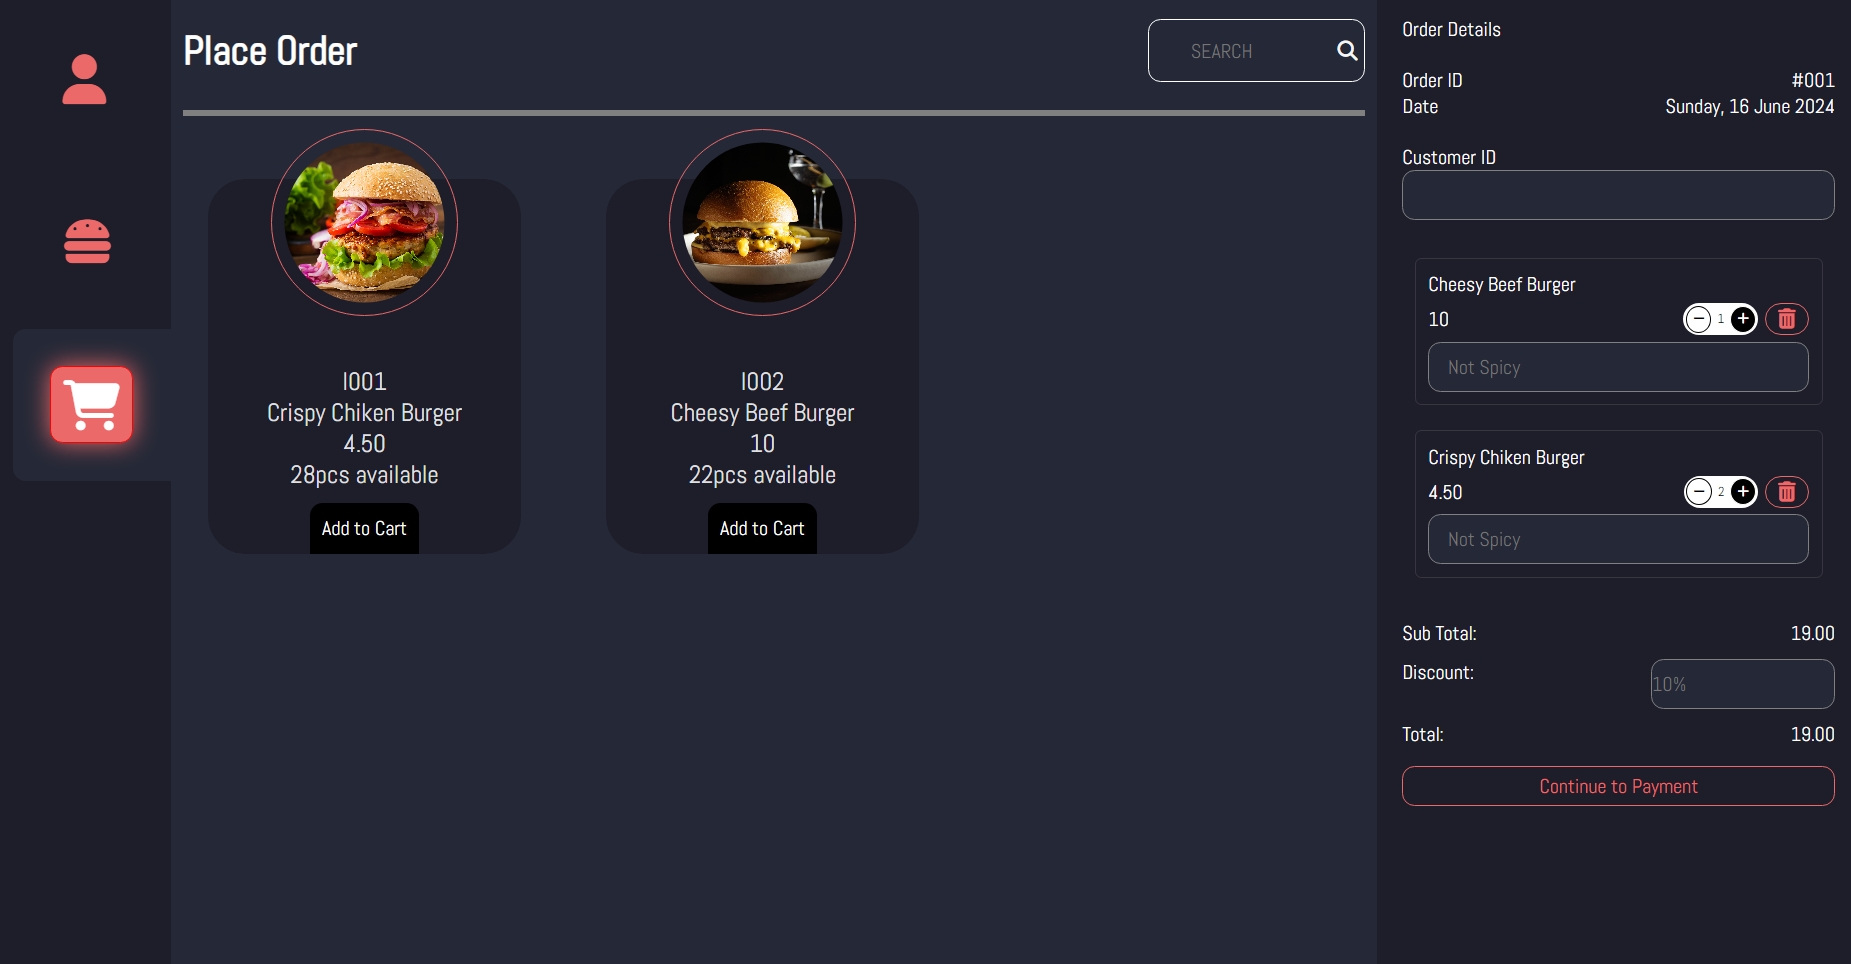 Place Order
SEARCH
I001
Crispy Chiken Burger
4.50
28pcs available
Add to Cart
I002
Cheesy Beef Burger
10
22pcs available
Add to Cart
Order Details
Order ID #001
Date Sunday, 16 June 2024
Customer ID
Cheesy Beef Burger
10 − 1 +
Not Spicy
Crispy Chiken Burger
4.50 − 2 +
Not Spicy
Sub Total: 19.00
Discount: 10%
Total: 19.00
Continue to Payment